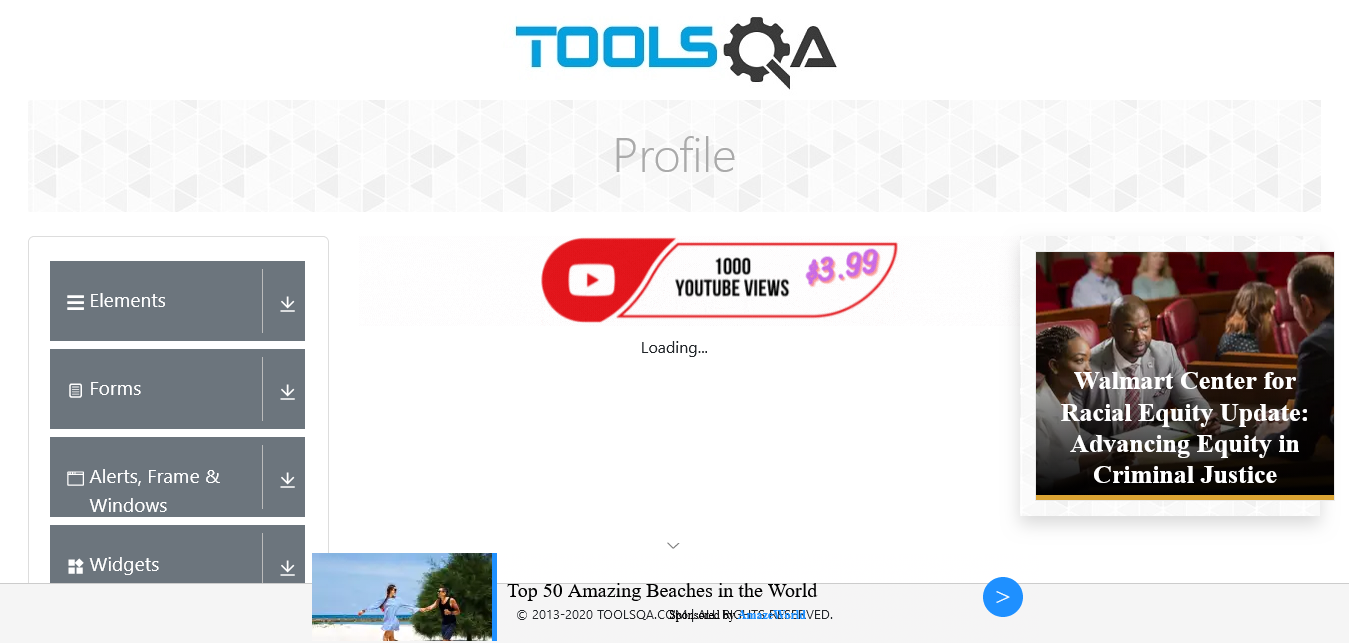 TOOLSQA
Profile
Elements
Forms
Alerts, Frame &
Windows
Widgets
1000
YOUTUBE VIEWS
$3.99
Loading...
Walmart Center for
Racial Equity Update:
Advancing Equity in
Criminal Justice
Top 50 Amazing Beaches in the World
>
© 2013-2020 TOOLSQA.COM | ALL RIGHTS RESERVED.
Sponsored By